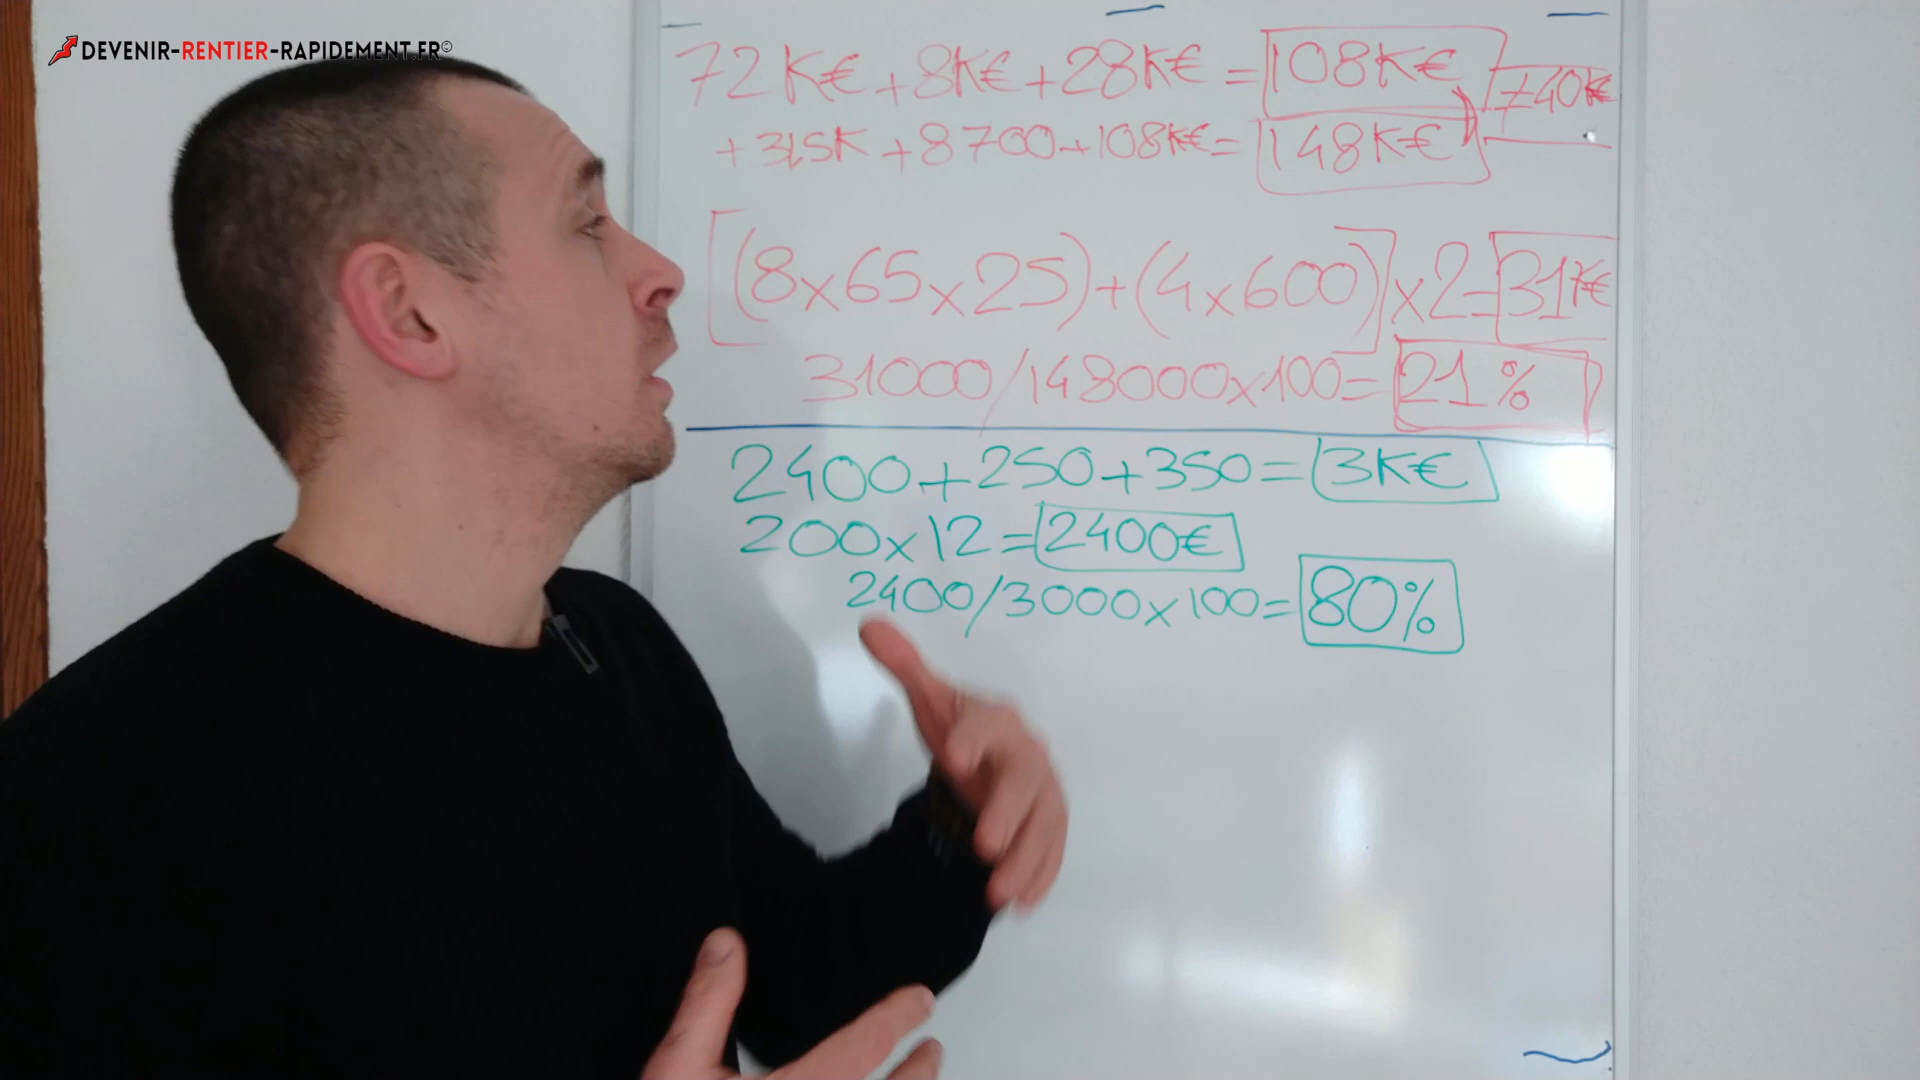 DEVENIR-RENTIER-RAPIDEMENT.FR©
72K€ + 8K€ + 28K€ = 108K€
740K€
+ 31,5K + 8700 + 108K€ = 148K€
[(8x65x25)+(4x600)]x2=31K€
31000/148000x100=21%
2400+250+350=3K€
200x12=2400€
2400/3000x100=80%